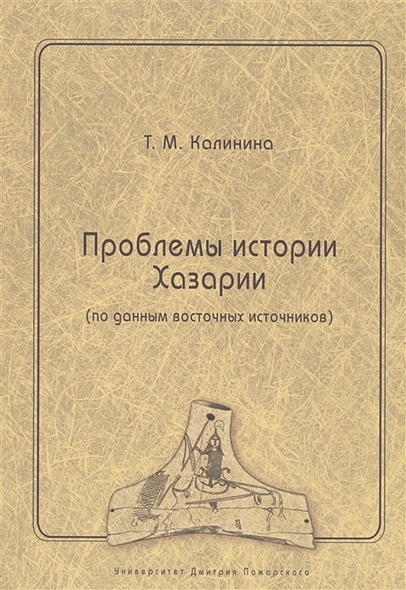 Т. М. Калинина
Проблемы истории
Хазарии
(по данным восточных источников)
Университет Дмитрия Пожарского